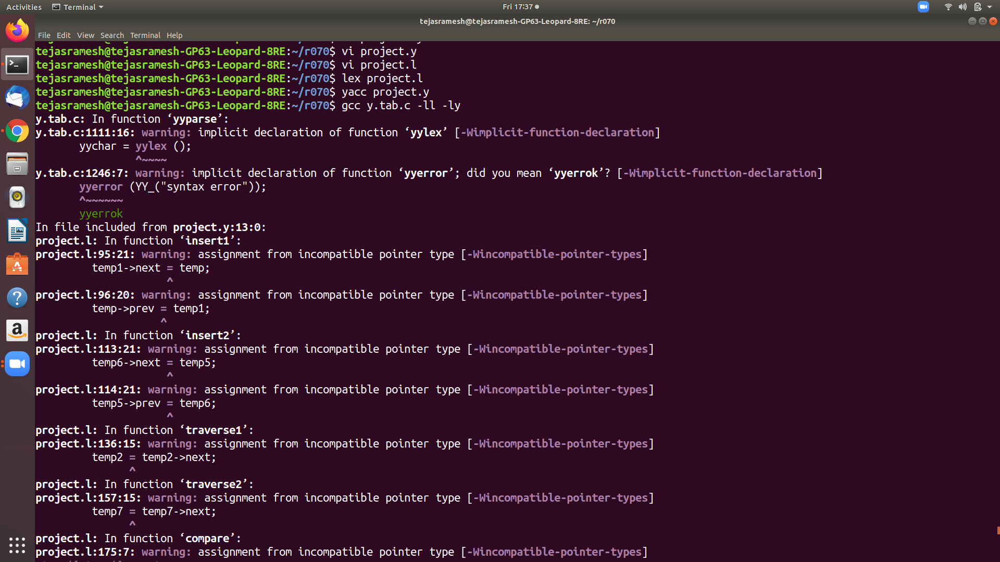 Activities
Terminal
Fri 17:37
tejasramesh@tejasramesh-GP63-Leopard-8RE: ~/r070
File Edit View Search Terminal Help
tejasramesh@tejasramesh-GP63-Leopard-8RE:~/r070$ vi project.y
tejasramesh@tejasramesh-GP63-Leopard-8RE:~/r070$ vi project.l
tejasramesh@tejasramesh-GP63-Leopard-8RE:~/r070$ lex project.l
tejasramesh@tejasramesh-GP63-Leopard-8RE:~/r070$ yacc project.y
tejasramesh@tejasramesh-GP63-Leopard-8RE:~/r070$ gcc y.tab.c -ll -ly
y.tab.c: In function ‘yyparse’:
y.tab.c:1111:16: warning: implicit declaration of function ‘yylex’ [-Wimplicit-function-declaration]
yychar = yylex ();
^~~~~
y.tab.c:1246:7: warning: implicit declaration of function ‘yyerror’; did you mean ‘yyerrok’? [-Wimplicit-function-declaration]
yyerror (YY_("syntax error"));
^~~~~~~
yyerrok
In file included from project.y:13:0:
project.l: In function ‘insert1’:
project.l:95:21: warning: assignment from incompatible pointer type [-Wincompatible-pointer-types]
temp1->next = temp;
^
project.l:96:20: warning: assignment from incompatible pointer type [-Wincompatible-pointer-types]
temp->prev = temp1;
^
project.l: In function ‘insert2’:
project.l:113:21: warning: assignment from incompatible pointer type [-Wincompatible-pointer-types]
temp6->next = temp5;
^
project.l:114:21: warning: assignment from incompatible pointer type [-Wincompatible-pointer-types]
temp5->prev = temp6;
^
project.l: In function ‘traverse1’:
project.l:136:15: warning: assignment from incompatible pointer type [-Wincompatible-pointer-types]
temp2 = temp2->next;
^
project.l: In function ‘traverse2’:
project.l:157:15: warning: assignment from incompatible pointer type [-Wincompatible-pointer-types]
temp7 = temp7->next;
^
project.l: In function ‘compare’:
project.l:175:7: warning: assignment from incompatible pointer type [-Wincompatible-pointer-types]